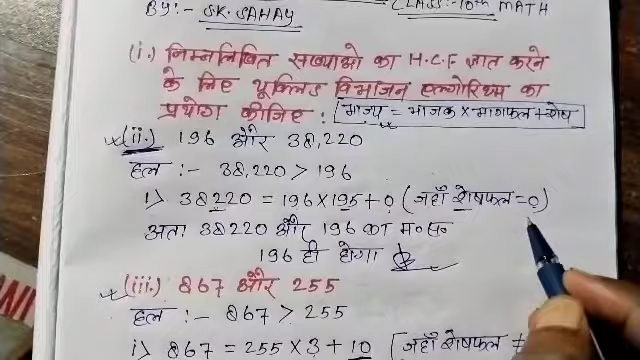 BY:- S.K. SAHAY CLASS:-10th MATH
(i.) निम्नलिखित संख्याओ का H.C.F ज्ञात करने
के लिए यूक्लिड विभाजन एल्गोरिथ्म का
प्रयोग कीजिए : भाज्य = भाजक × भागफल + शेष
(ii.) 196 और 38,220
हल :- 38,220 > 196
i> 38220 = 196×195+0 (जहाँ शेषफल =0)
अतः 38220 और 196 का म॰स॰
196 ही होगा
(iii.) 867 और 255
हल :- 867 > 255
i> 867 = 255 × 3 + 10 [जहाँ शेषफल ≠